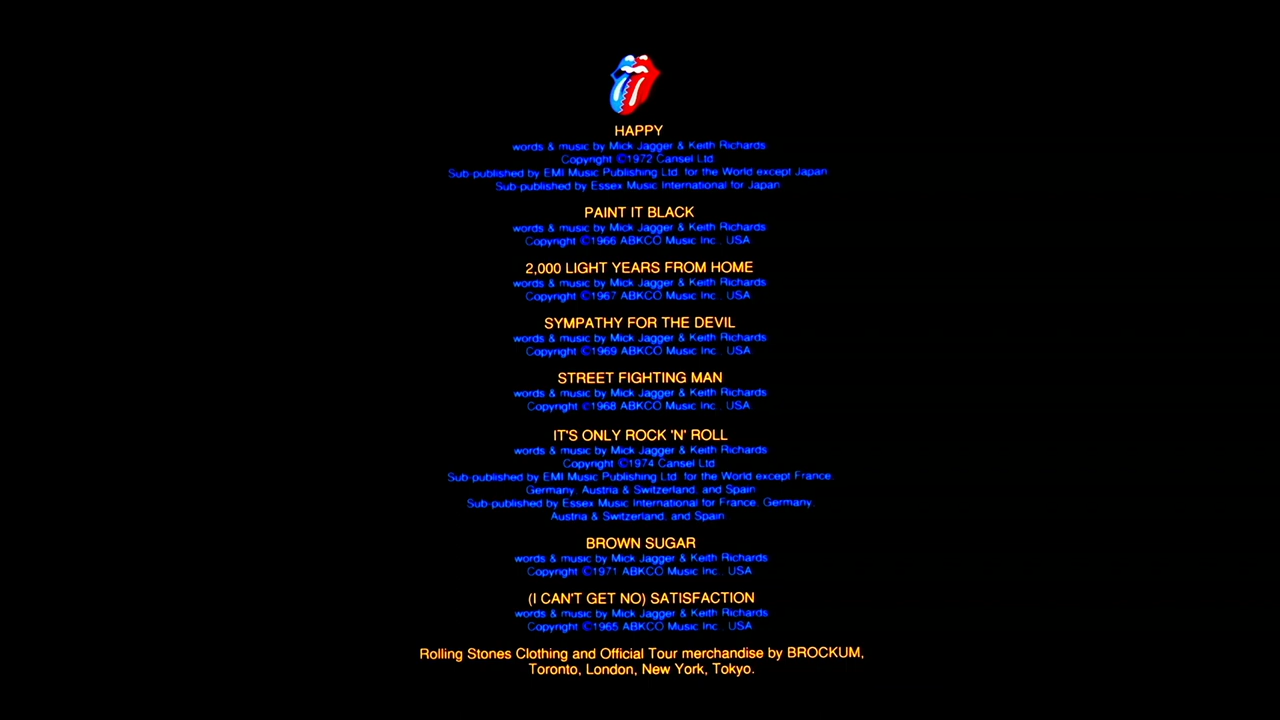 HAPPY
words & music by Mick Jagger & Keith Richards
Copyright ©1972 Cansel Ltd.
Sub-published by EMI Music Publishing Ltd. for the World except Japan
Sub-published by Essex Music International for Japan
PAINT IT BLACK
words & music by Mick Jagger & Keith Richards
Copyright ©1966 ABKCO Music Inc., USA
2,000 LIGHT YEARS FROM HOME
words & music by Mick Jagger & Keith Richards
Copyright ©1967 ABKCO Music Inc., USA
SYMPATHY FOR THE DEVIL
words & music by Mick Jagger & Keith Richards
Copyright ©1969 ABKCO Music Inc., USA
STREET FIGHTING MAN
words & music by Mick Jagger & Keith Richards
Copyright ©1968 ABKCO Music Inc., USA
IT'S ONLY ROCK 'N' ROLL
words & music by Mick Jagger & Keith Richards
Copyright ©1974 Cansel Ltd.
Sub-published by EMI Music Publishing Ltd. for the World except France,
Germany, Austria & Switzerland, and Spain
Sub-published by Essex Music International for France, Germany,
Austria & Switzerland, and Spain
BROWN SUGAR
words & music by Mick Jagger & Keith Richards
Copyright ©1971 ABKCO Music Inc., USA
(I CAN'T GET NO) SATISFACTION
words & music by Mick Jagger & Keith Richards
Copyright ©1965 ABKCO Music Inc., USA
Rolling Stones Clothing and Official Tour merchandise by BROCKUM,
Toronto, London, New York, Tokyo.